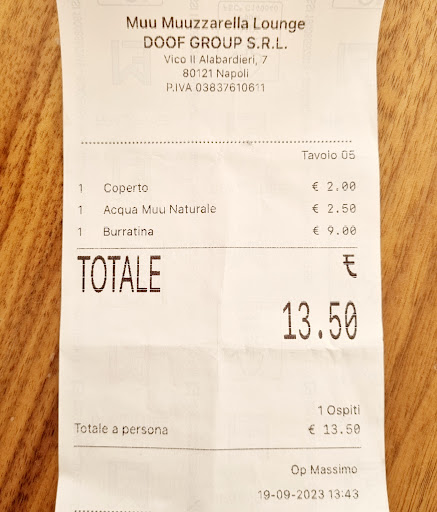 Muu Muuzzarella Lounge
DOOF GROUP S.R.L.
Vico II Alabardieri, 7
80121 Napoli
P.IVA 03837610611
Tavolo 05
1 Coperto € 2.00
1 Acqua Muu Naturale € 2.50
1 Burratina € 9.00
TOTALE €
13.50
1 Ospiti
Totale a persona € 13.50
Op Massimo
19-09-2023 13:43